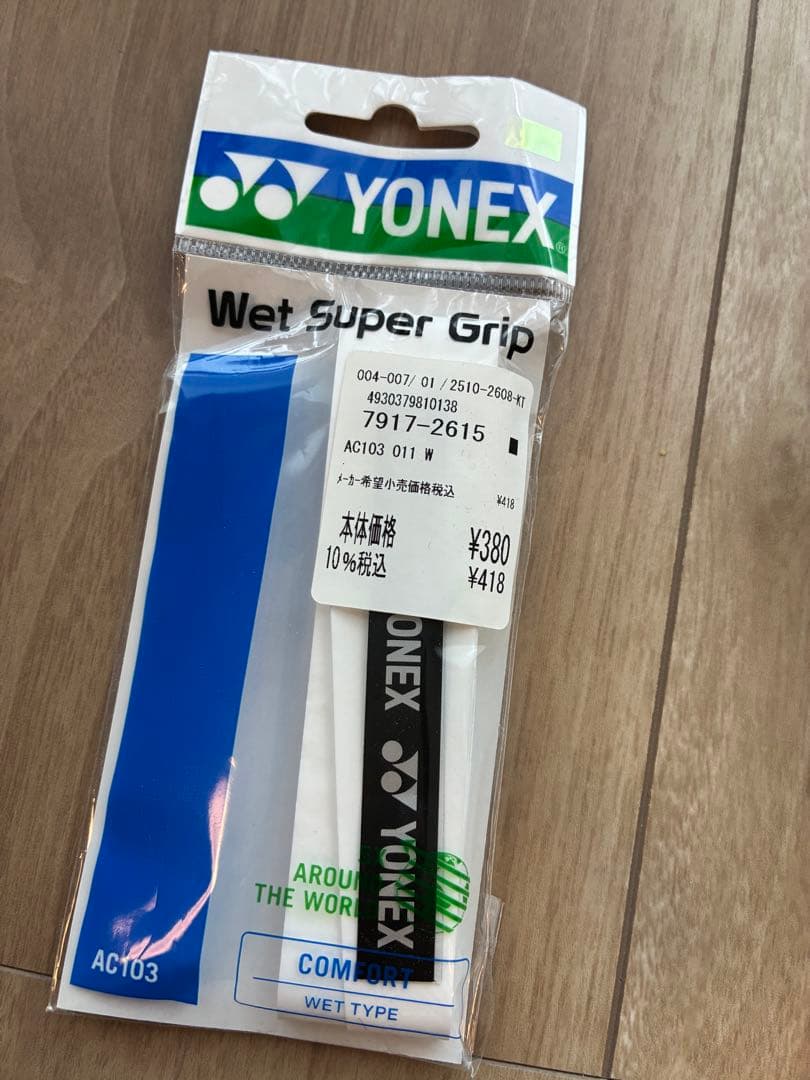 YONEX
Wet Super Grip
004-007/ 01 /2510-2608-KT
4930379810138
7917-2615
AC103 011 W
メーカー希望小売価格税込 ¥418
本体価格 ¥380
10%税込 ¥418
ONEX
YONEX
THE WORL
AC103
COMFORT
WET TYPE